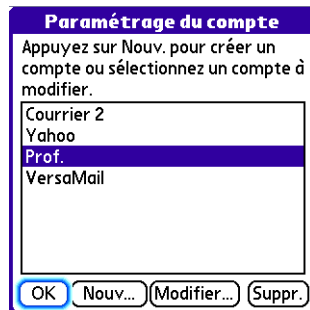 Paramétrage du compte
Appuyez sur Nouv. pour créer un
compte ou sélectionnez un compte à
modifier.
Courrier 2
Yahoo
Prof.
VersaMail
OK Nouv... Modifier... Suppr.